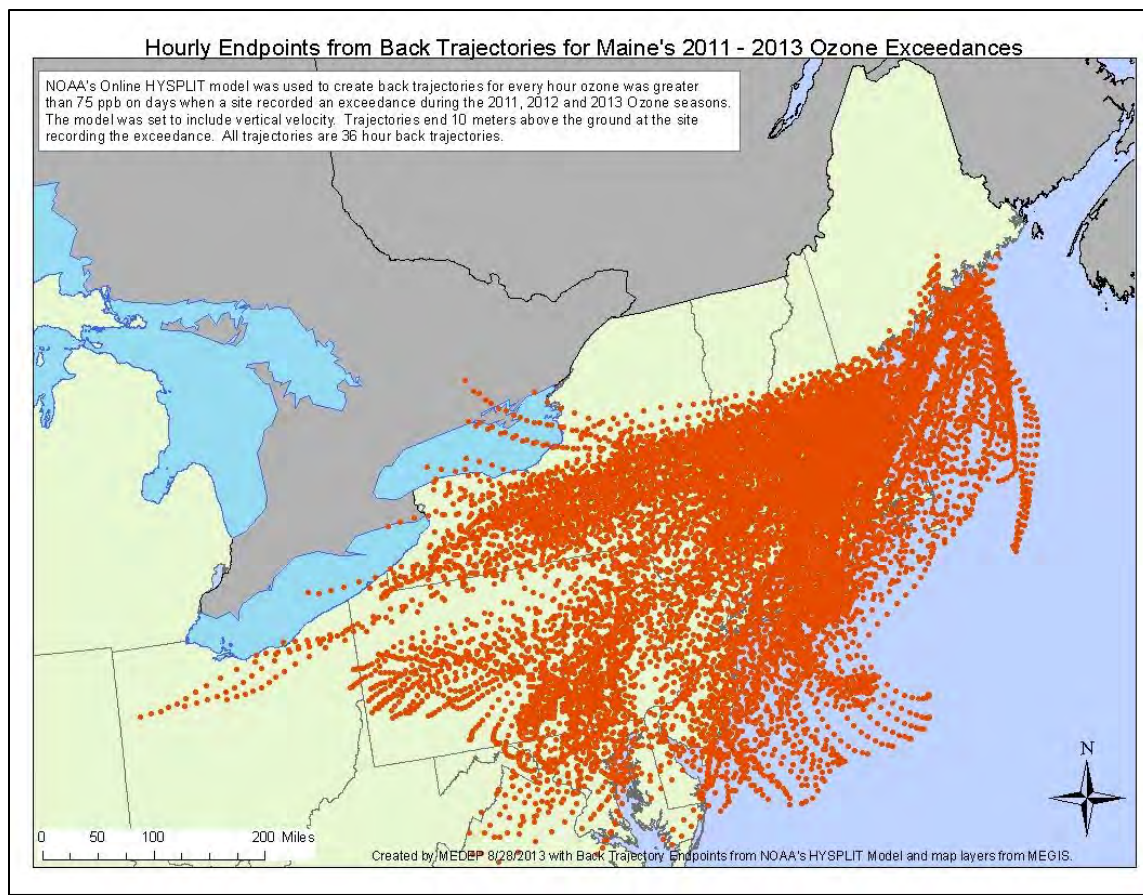 Hourly Endpoints from Back Trajectories for Maine's 2011 - 2013 Ozone Exceedances
NOAA's Online HYSPLIT model was used to create back trajectories for every hour ozone was greater
than 75 ppb on days when a site recorded an exceedance during the 2011, 2012 and 2013 Ozone seasons.
The model was set to include vertical velocity. Trajectories end 10 meters above the ground at the site
recording the exceedance. All trajectories are 36 hour back trajectories.
N
0 50 100 200 Miles
Created by MEDEP 8/28/2013 with Back Trajectory Endpoints from NOAA's HYSPLIT Model and map layers from MEGIS.